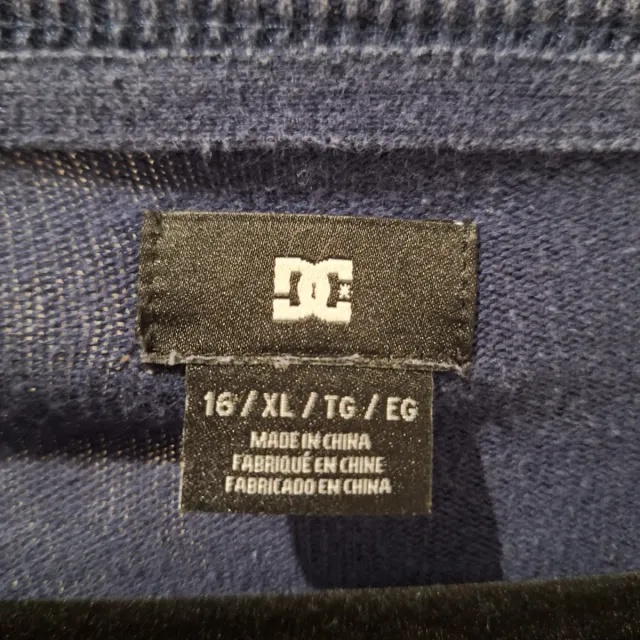 DC
16 / XL / TG / EG
MADE IN CHINA
FABRIQUÉ EN CHINE
FABRICADO EN CHINA